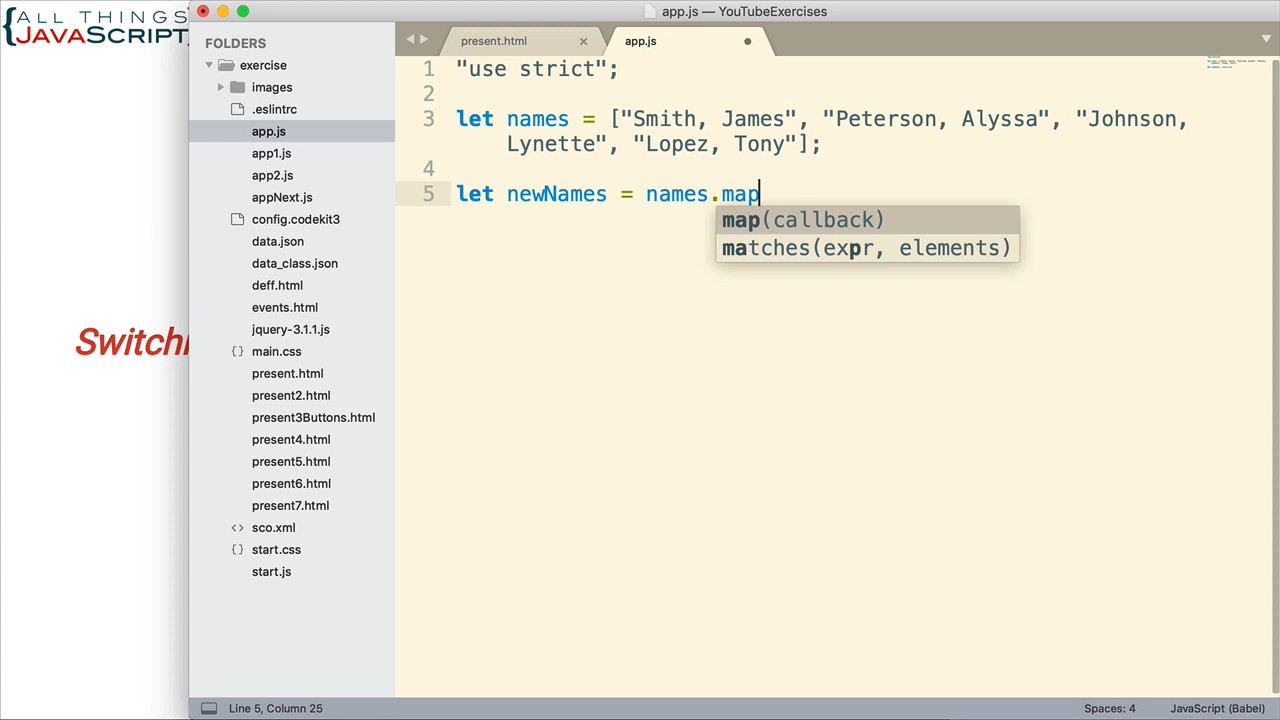 {ALL THINGS
JAVASCRIPT,
Switchi
app.js — YouTubeExercises
FOLDERS
exercise
images
.eslintrc
app.js
app1.js
app2.js
appNext.js
config.codekit3
data.json
data_class.json
deff.html
events.html
jquery-3.1.1.js
{} main.css
present.html
present2.html
present3Buttons.html
present4.html
present5.html
present6.html
present7.html
<> sco.xml
{} start.css
start.js
present.html ×
app.js
1 "use strict";
2
3 let names = ["Smith, James", "Peterson, Alyssa", "Johnson,
Lynette", "Lopez, Tony"];
4
5 let newNames = names.map
map(callback)
matches(expr, elements)
Line 5, Column 25
Spaces: 4
JavaScript (Babel)